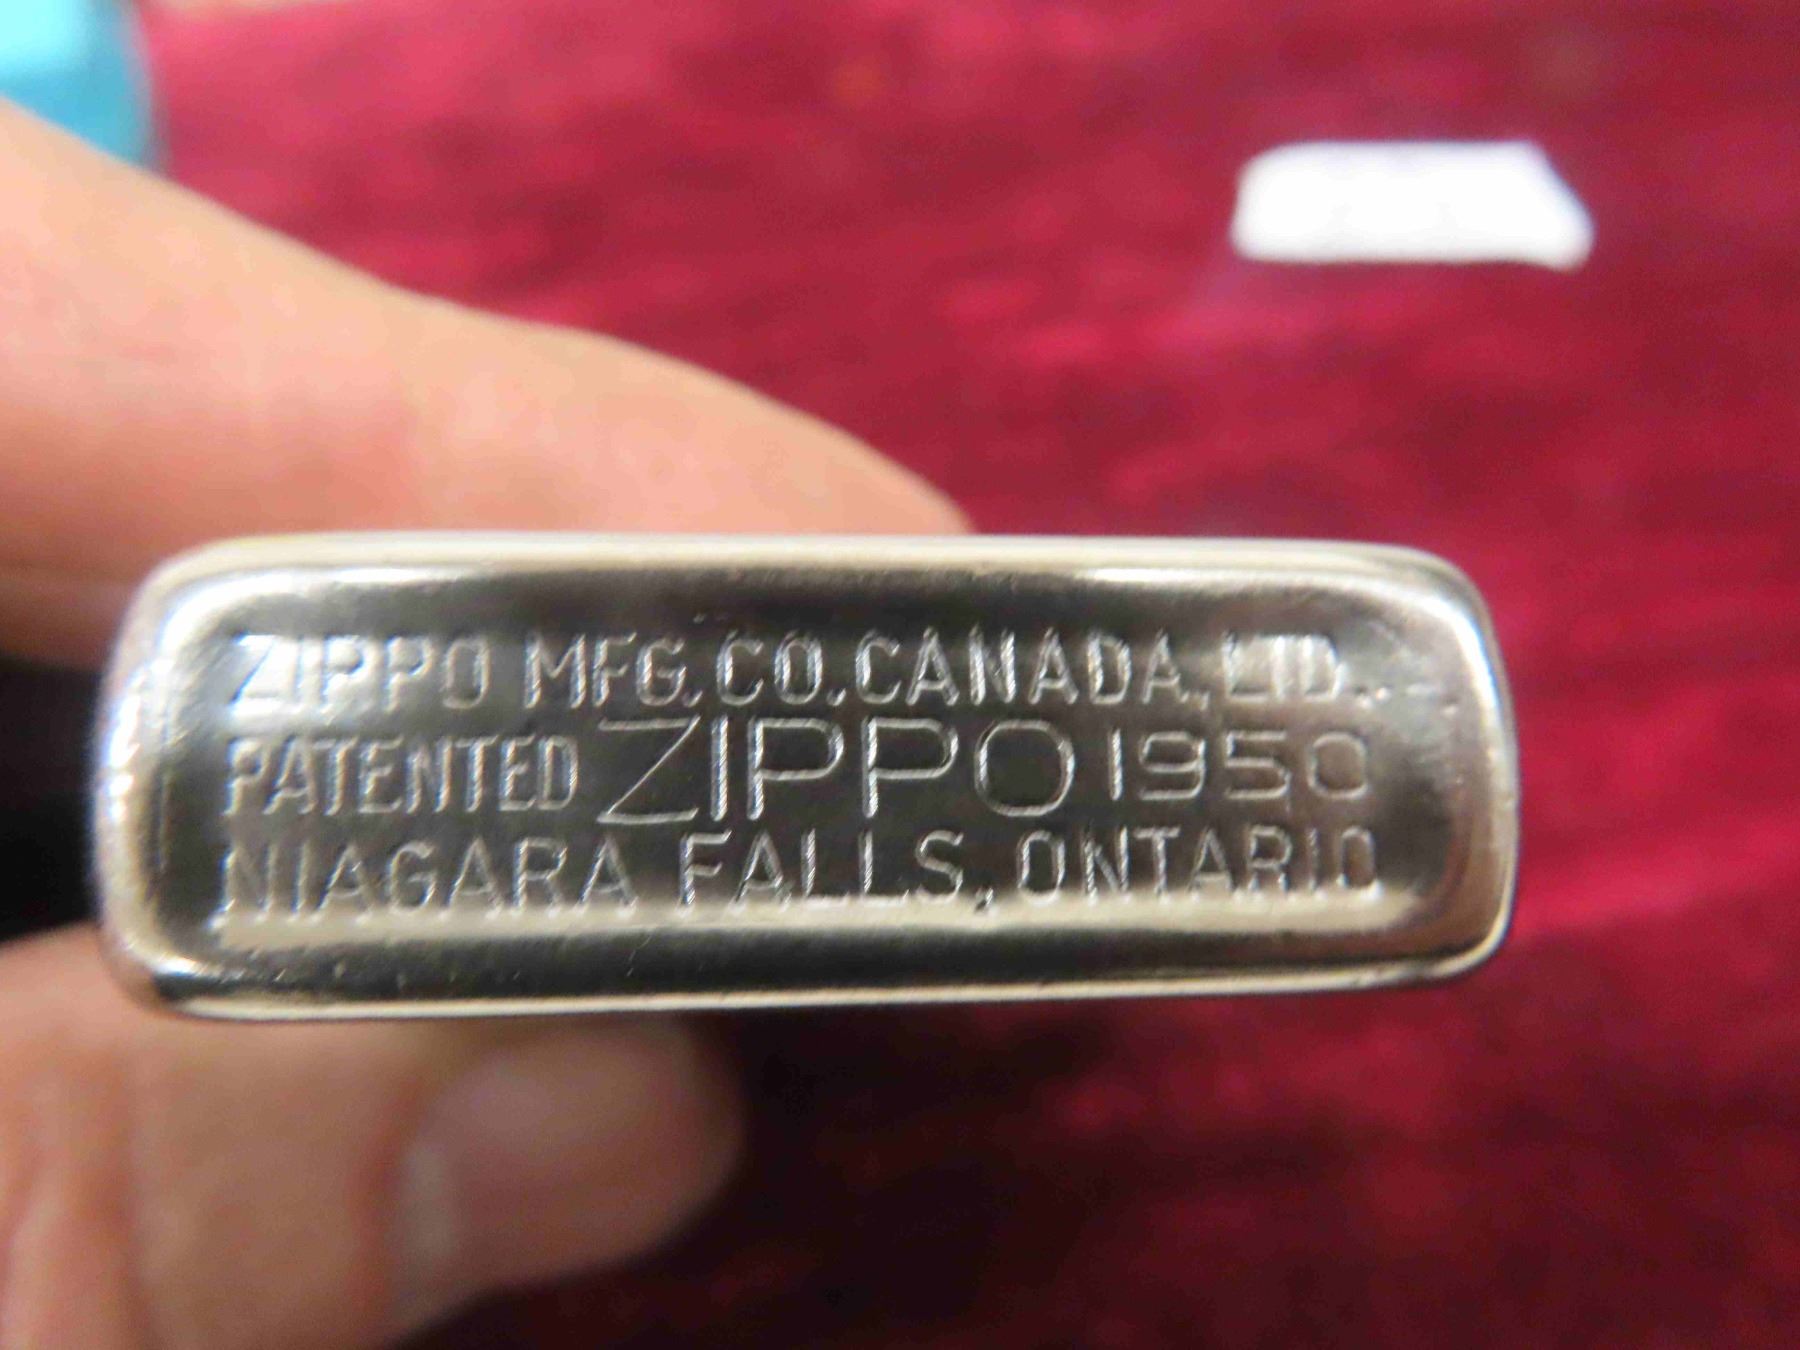 ZIPPO MFG. CO. CANADA, LTD.
PATENTED ZIPPO 1950
NIAGARA FALLS, ONTARIO